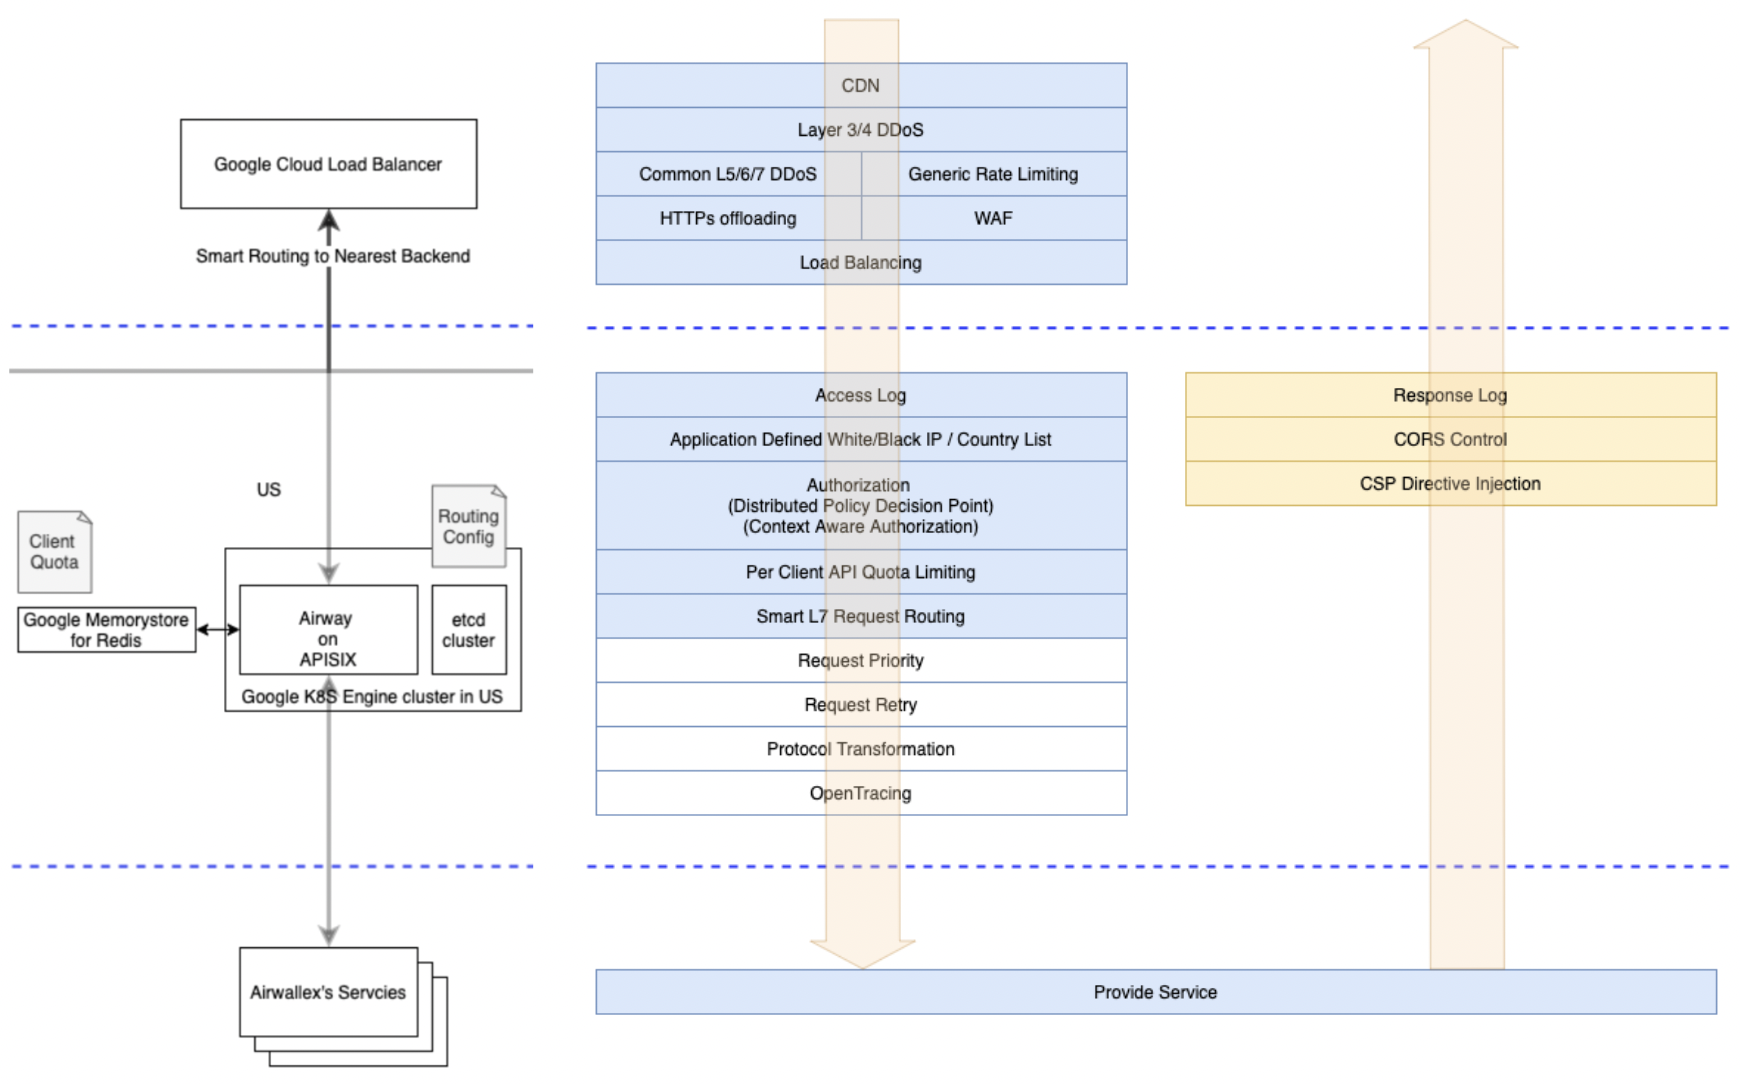 Google Cloud Load Balancer
Smart Routing to Nearest Backend
US
Client
Quota
Routing
Config
Google Memorystore
for Redis
Airway
on
APISIX
etcd
cluster
Google K8S Engine cluster in US
Airwallex's Servcies
CDN
Layer 3/4 DDoS
Common L5/6/7 DDoS
Generic Rate Limiting
HTTPs offloading
WAF
Load Balancing
Access Log
Application Defined White/Black IP / Country List
Authorization
(Distributed Policy Decision Point)
(Context Aware Authorization)
Per Client API Quota Limiting
Smart L7 Request Routing
Request Priority
Request Retry
Protocol Transformation
OpenTracing
Response Log
CORS Control
CSP Directive Injection
Provide Service